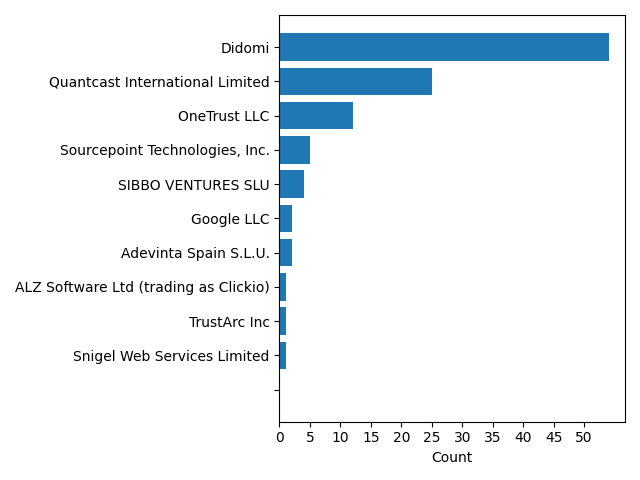 Didomi
Quantcast International Limited
OneTrust LLC
Sourcepoint Technologies, Inc.
SIBBO VENTURES SLU
Google LLC
Adevinta Spain S.L.U.
ALZ Software Ltd (trading as Clickio)
TrustArc Inc
Snigel Web Services Limited
0 5 10 15 20 25 30 35 40 45 50
Count